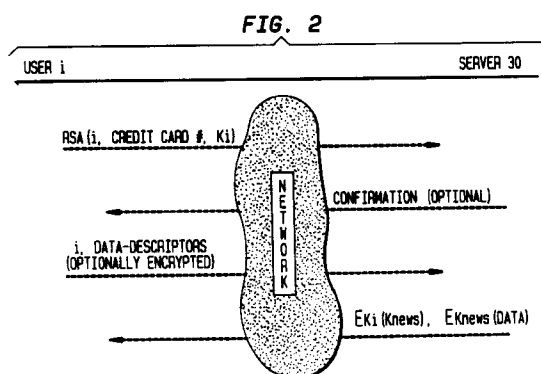 FIG. 2
USER i SERVER 30
RSA(i, CREDIT CARD #, Ki)
CONFIRMATION (OPTIONAL)
NETWORK
i, DATA-DESCRIPTORS
(OPTIONALLY ENCRYPTED)
EKi(Knews), EKnews(DATA)